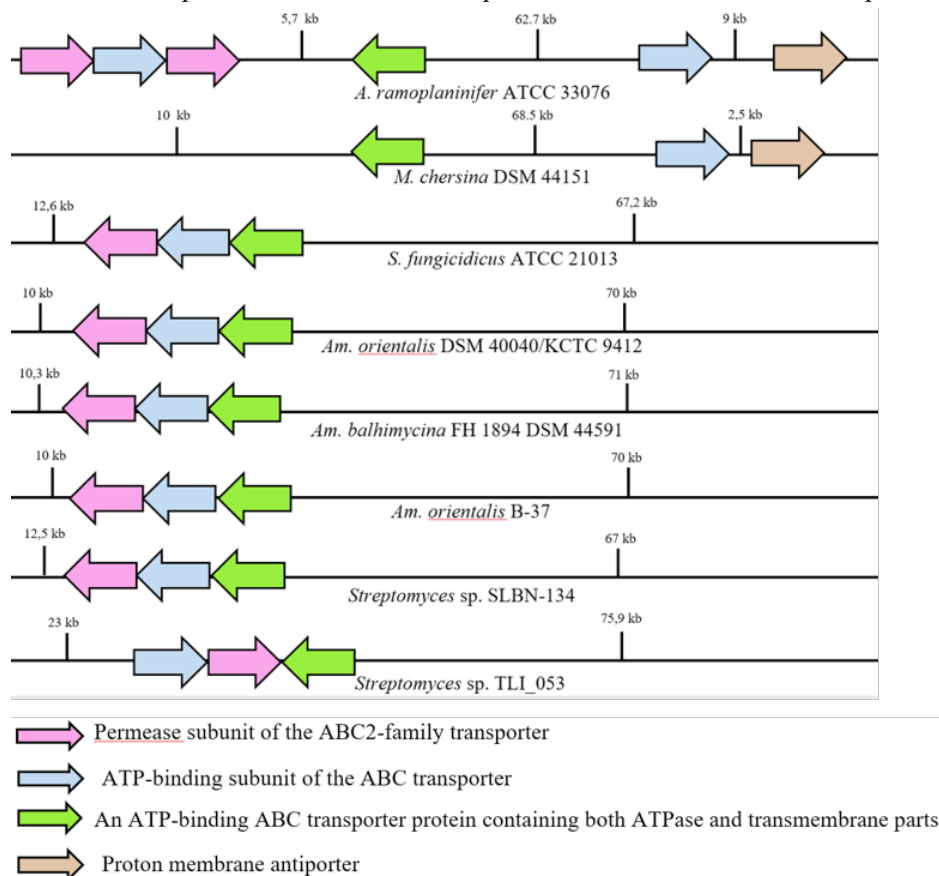 5,7 kb 62.7 kb 9 kb
A. ramoplaninifer ATCC 33076
10 kb 68.5 kb 2,5 kb
M. chersina DSM 44151
12,6 kb 67,2 kb
S. fungicidicus ATCC 21013
10 kb 70 kb
Am. orientalis DSM 40040/KCTC 9412
10,3 kb 71 kb
Am. balhimycina FH 1894 DSM 44591
10 kb 70 kb
Am. orientalis B-37
12,5 kb 67 kb
Streptomyces sp. SLBN-134
23 kb 75,9 kb
Streptomyces sp. TLI_053
Permease subunit of the ABC2-family transporter
ATP-binding subunit of the ABC transporter
An ATP-binding ABC transporter protein containing both ATPase and transmembrane parts
Proton membrane antiporter